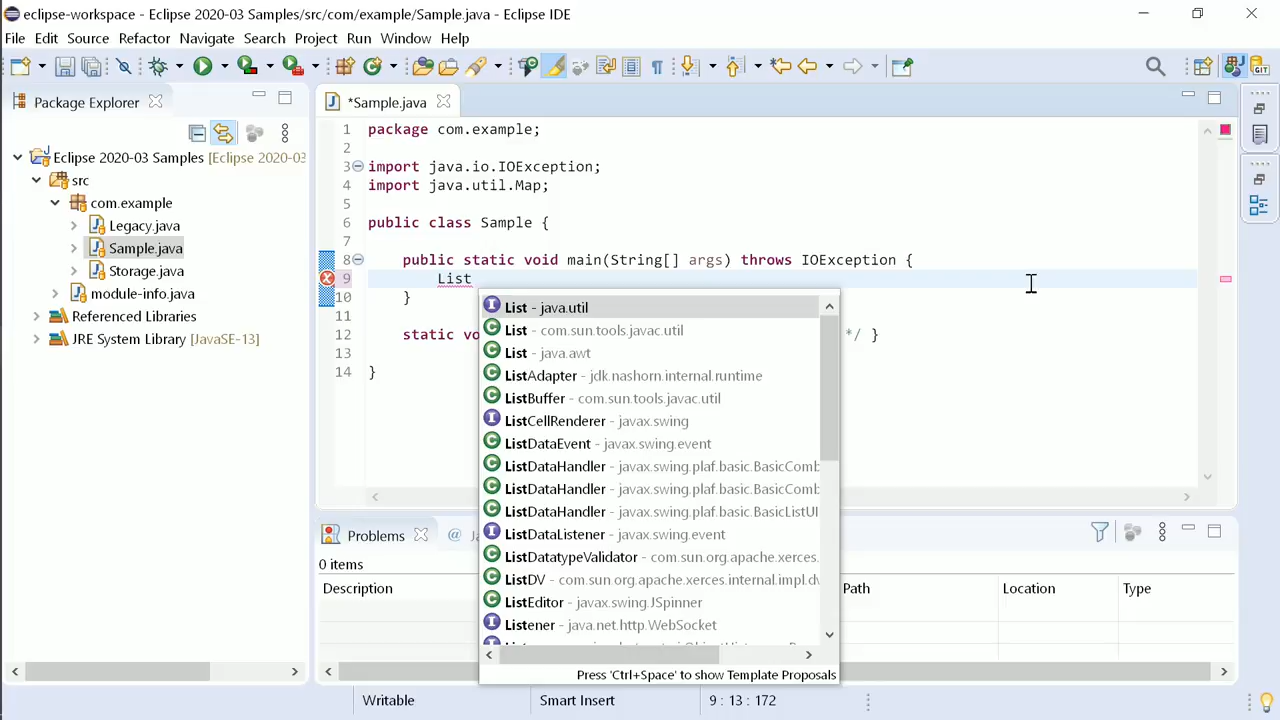 eclipse-workspace - Eclipse 2020-03 Samples/src/com/example/Sample.java - Eclipse IDE
File Edit Source Refactor Navigate Search Project Run Window Help
Package Explorer
Eclipse 2020-03 Samples [Eclipse 2020-03
src
com.example
Legacy.java
Sample.java
Storage.java
module-info.java
Referenced Libraries
JRE System Library [JavaSE-13]
*Sample.java
1 package com.example;
2
3 import java.io.IOException;
4 import java.util.Map;
5
6 public class Sample {
7
8 public static void main(String[] args) throws IOException {
9 List
10 }
11
12 static vo */ }
13
14 }
List - java.util
List - com.sun.tools.javac.util
List - java.awt
ListAdapter - jdk.nashorn.internal.runtime
ListBuffer - com.sun.tools.javac.util
ListCellRenderer - javax.swing
ListDataEvent - javax.swing.event
ListDataHandler - javax.swing.plaf.basic.BasicComb
ListDataHandler - javax.swing.plaf.basic.BasicComb
ListDataHandler - javax.swing.plaf.basic.BasicListUI
ListDataListener - javax.swing.event
ListDatatypeValidator - com.sun.org.apache.xerces.
ListDV - com.sun.org.apache.xerces.internal.impl.dv
ListEditor - javax.swing.JSpinner
Listener - java.net.http.WebSocket
Press 'Ctrl+Space' to show Template Proposals
Problems @ Ja
0 items
Description Path Location Type
Writable Smart Insert 9 : 13 : 172
GIT